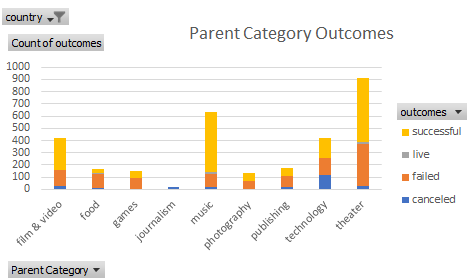 country
Count of outcomes
Parent Category Outcomes
1000
900
800
700
600
500
400
300
200
100
0
film & video
food
games
journalism
music
photography
publishing
technology
theater
outcomes
successful
live
failed
canceled
Parent Category